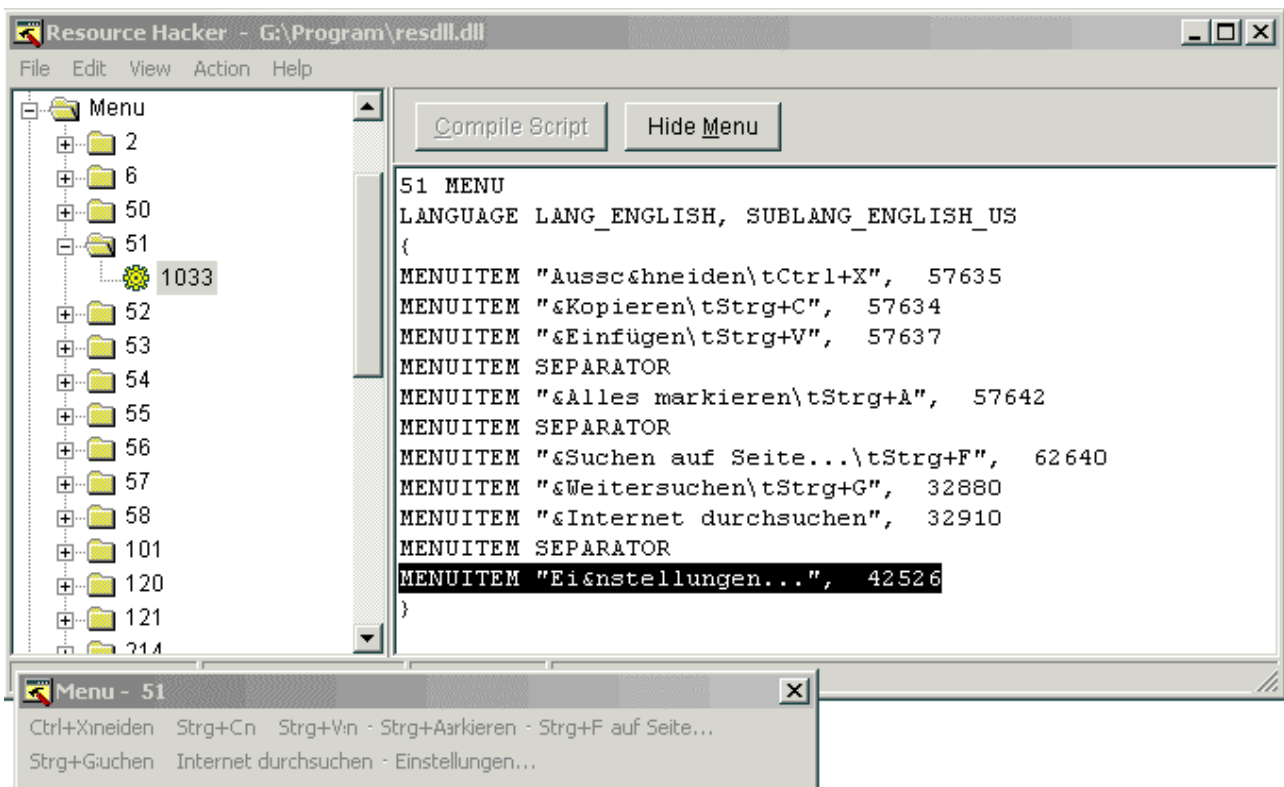 Resource Hacker - G:\Program\resdll.dll
File Edit View Action Help
Menu
2
6
50
51
1033
52
53
54
55
56
57
58
101
120
121
214
Compile Script Hide Menu
51 MENU
LANGUAGE LANG_ENGLISH, SUBLANG_ENGLISH_US
{
MENUITEM "Aussc&hneiden\tCtrl+X", 57635
MENUITEM "&Kopieren\tStrg+C", 57634
MENUITEM "&Einfügen\tStrg+V", 57637
MENUITEM SEPARATOR
MENUITEM "&Alles markieren\tStrg+A", 57642
MENUITEM SEPARATOR
MENUITEM "&Suchen auf Seite...\tStrg+F", 62640
MENUITEM "&Weitersuchen\tStrg+G", 32880
MENUITEM "&Internet durchsuchen", 32910
MENUITEM SEPARATOR
MENUITEM "Ei&nstellungen...", 42526
}
Menu - 51
Ctrl+Xneiden Strg+Cn Strg+Vn - Strg+Aarkieren - Strg+F auf Seite...
Strg+Guchen Internet durchsuchen - Einstellungen...